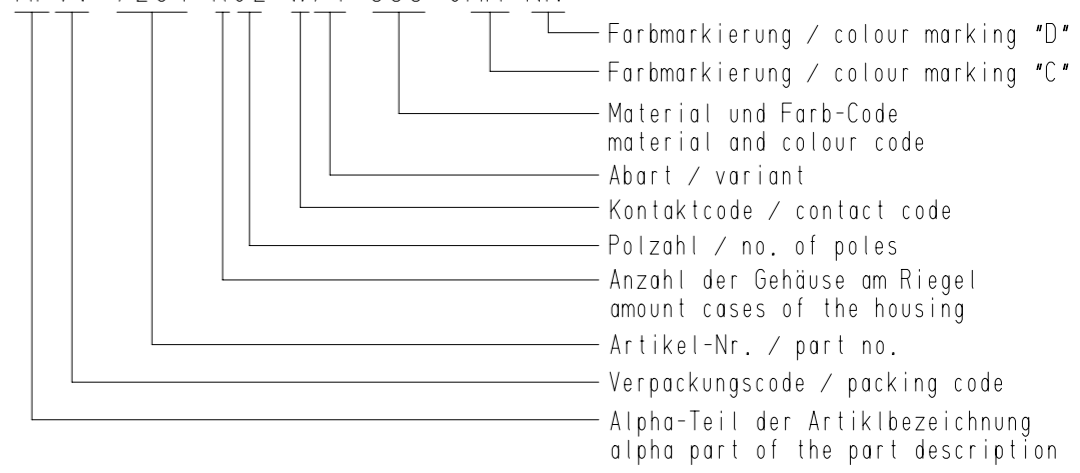 Farbmarkierung / colour marking "D"
Farbmarkierung / colour marking "C"
Material und Farb-Code
material and colour code
Abart / variant
Kontaktcode / contact code
Polzahl / no. of poles
Anzahl der Gehäuse am Riegel
amount cases of the housing
Artikel-Nr. / part no.
Verpackungscode / packing code
Alpha-Teil der Artiklbezeichnung
alpha part of the part description